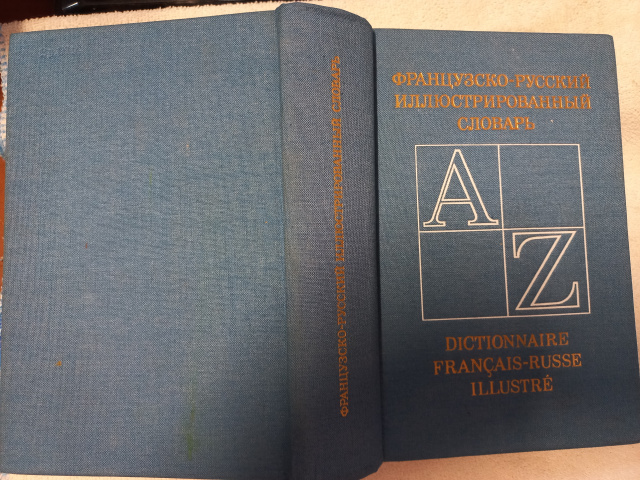 ФРАНЦУЗСКО-РУССКИЙ ИЛЛЮСТРИРОВАННЫЙ СЛОВАРЬ
ФРАНЦУЗСКО-РУССКИЙ
ИЛЛЮСТРИРОВАННЫЙ
СЛОВАРЬ
A
Z
DICTIONNAIRE
FRANÇAIS-RUSSE
ILLUSTRÉ